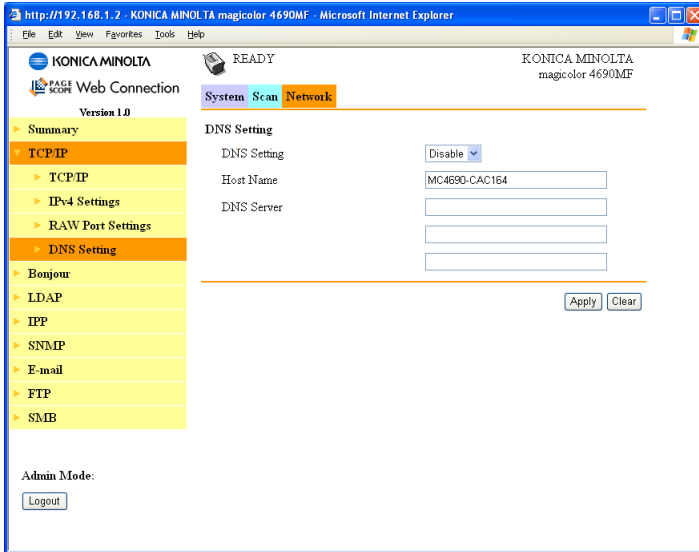 http://192.168.1.2 - KONICA MINOLTA magicolor 4690MF - Microsoft Internet Explorer
File Edit View Favorites Tools Help
KONICA MINOLTA
PAGE SCOPE Web Connection
Version 1.0
READY
KONICA MINOLTA
magicolor 4690MF
System Scan Network
Summary
TCP/IP
TCP/IP
IPv4 Settings
RAW Port Settings
DNS Setting
Bonjour
LDAP
IPP
SNMP
E-mail
FTP
SMB
Admin Mode:
Logout
DNS Setting
DNS Setting Disable
Host Name MC4690-CAC164
DNS Server
Apply Clear